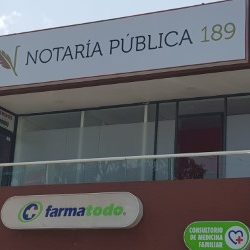 NOTARÍA PÚBLICA 189
farmatodo.
CONSULTORIO
DE MEDICINA
FAMILIAR